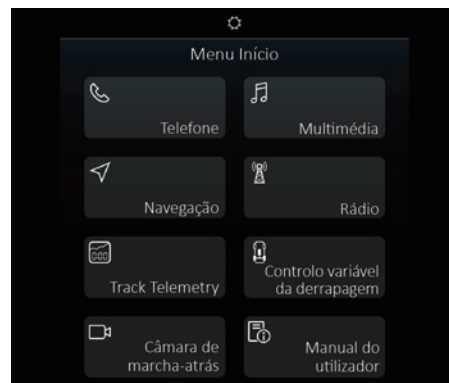 Menu Início
Telefone
Multimédia
Navegação
Rádio
000
Track Telemetry
Controlo variável
da derrapagem
Câmara de
marcha-atrás
Manual do
utilizador